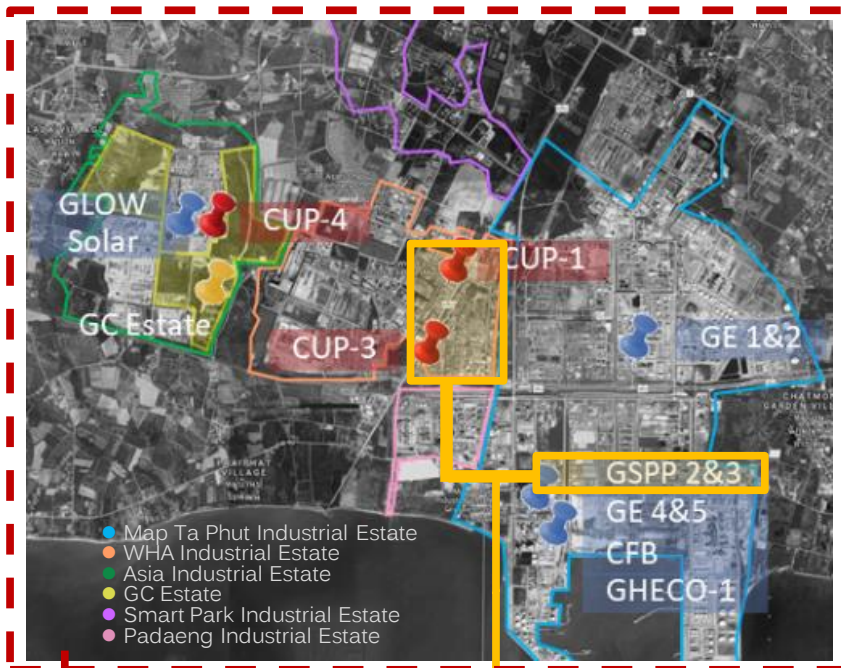 GLOW
Solar
CUP-4
CUP-1
GC Estate
CUP-3
GE 1&2
GSPP 2&3
GE 4&5
CFB
GHECO-1
Map Ta Phut Industrial Estate
WHA Industrial Estate
Asia Industrial Estate
GC Estate
Smart Park Industrial Estate
Padaeng Industrial Estate